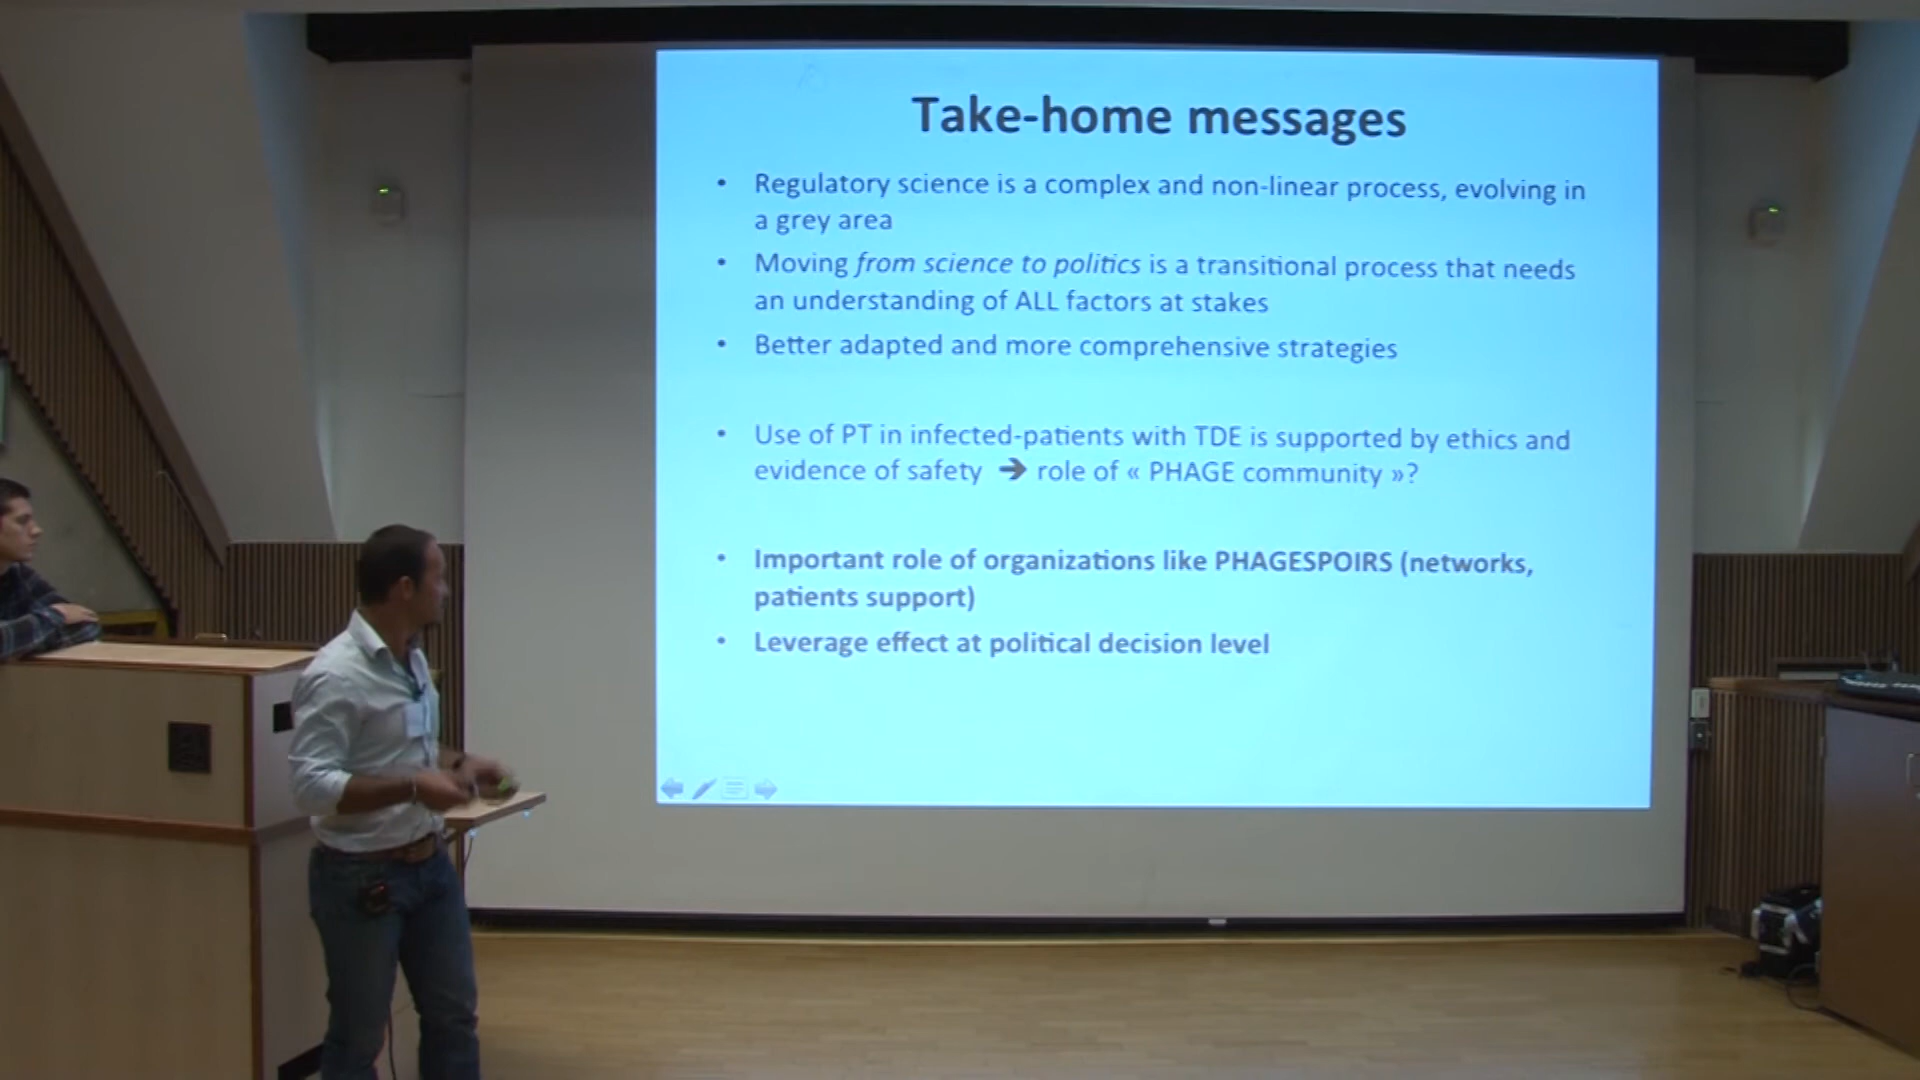 Take-home messages
• Regulatory science is a complex and non-linear process, evolving in
a grey area
• Moving from science to politics is a transitional process that needs
an understanding of ALL factors at stakes
• Better adapted and more comprehensive strategies
• Use of PT in infected-patients with TDE is supported by ethics and
evidence of safety ➔ role of « PHAGE community »?
• Important role of organizations like PHAGESPOIRS (networks,
patients support)
• Leverage effect at political decision level